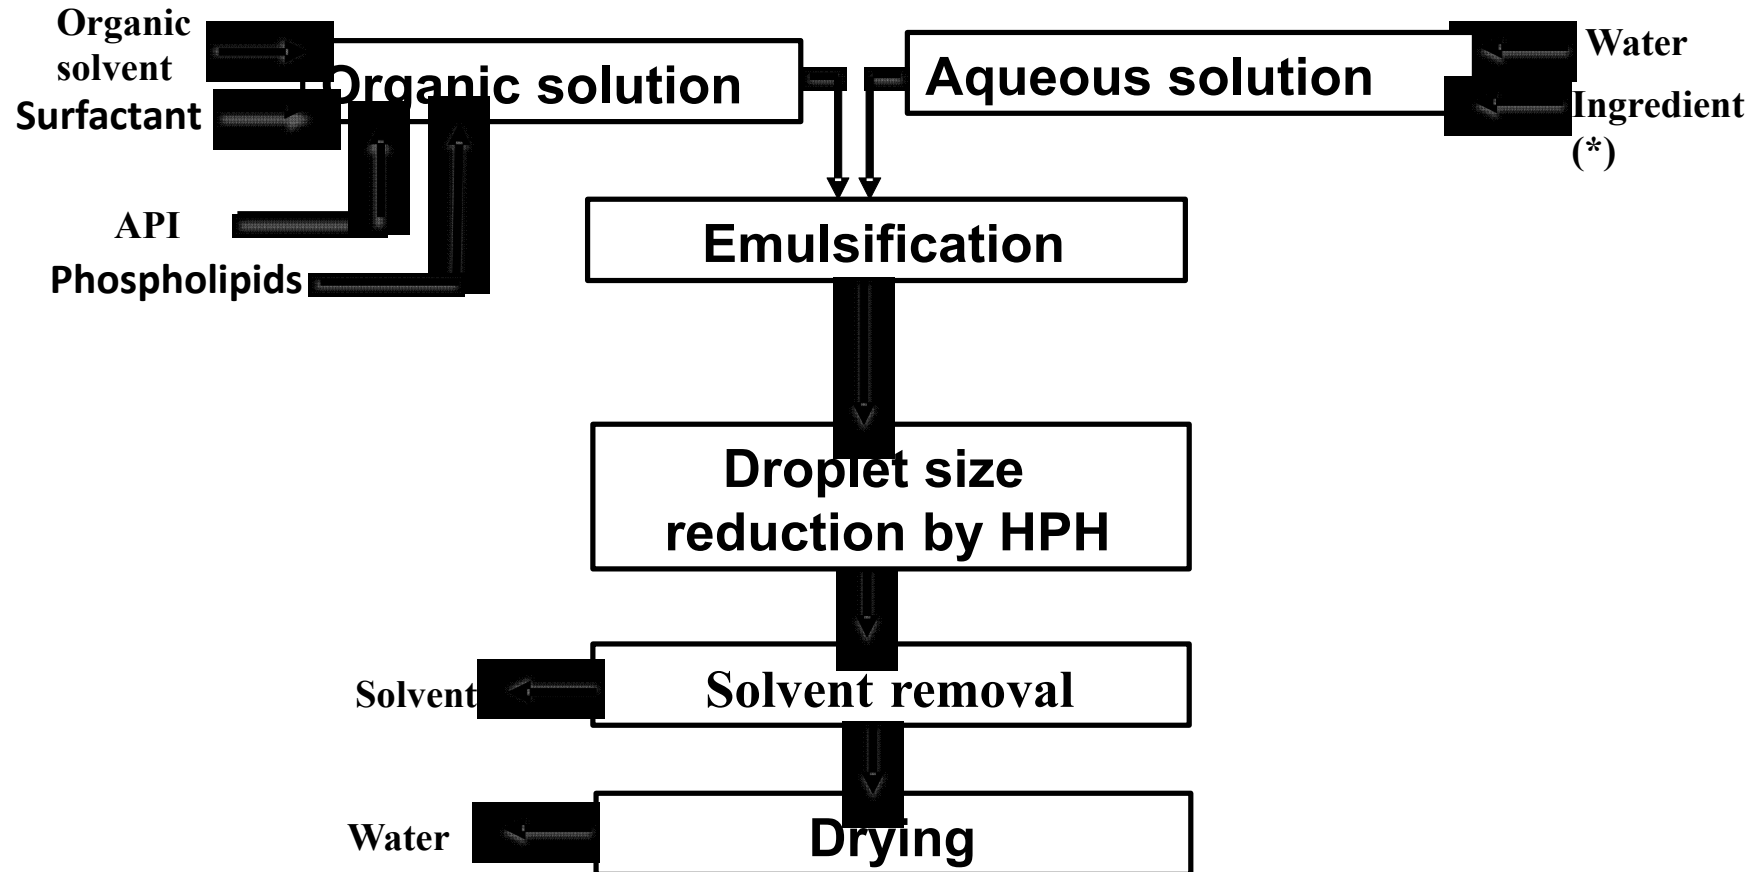 Organic
solvent
Surfactant
API
Phospholipids
Organic solution
Aqueous solution
Water
Ingredient
(*)
Emulsification
Droplet size
reduction by HPH
Solvent removal
Solvent
Drying
Water